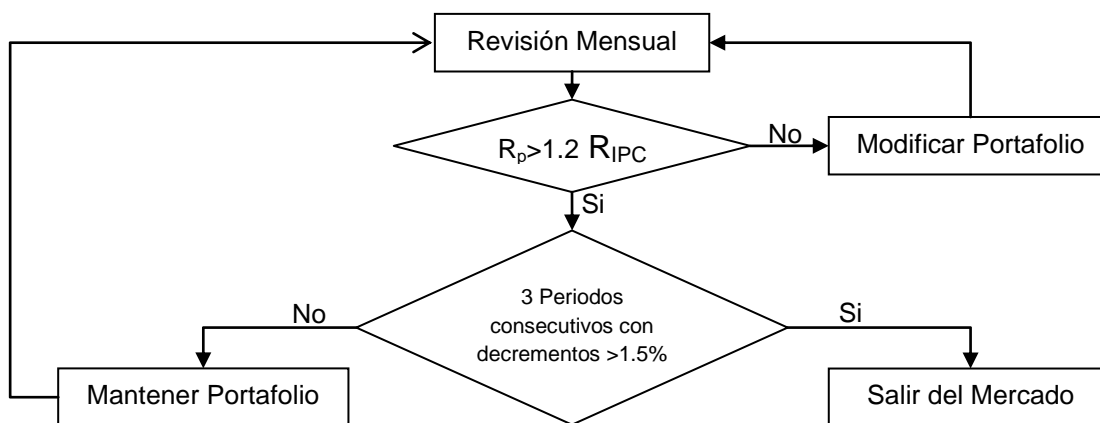 Revisión Mensual
Rp>1.2 RIPC
No
Modificar Portafolio
Si
3 Periodos
consecutivos con
decrementos >1.5%
No
Si
Mantener Portafolio
Salir del Mercado